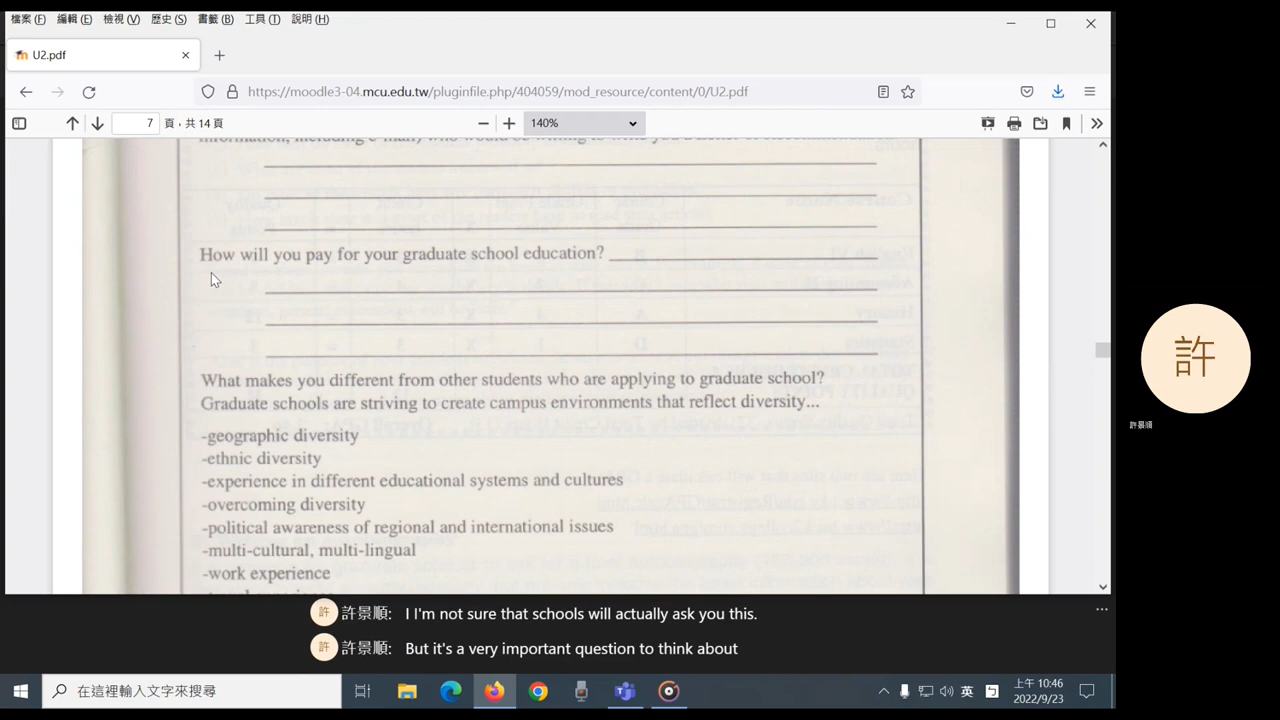 檔案(F) 編輯(E) 檢視(V) 歷史(S) 書籤(B) 工具(T) 說明(H)
U2.pdf
https://moodle3-04.mcu.edu.tw/pluginfile.php/404059/mod_resource/content/0/U2.pdf
7 頁，共 14 頁 140%
How will you pay for your graduate school education?
What makes you different from other students who are applying to graduate school?
Graduate schools are striving to create campus environments that reflect diversity...
-geographic diversity
-ethnic diversity
-experience in different educational systems and cultures
-overcoming diversity
-political awareness of regional and international issues
-multi-cultural, multi-lingual
-work experience
許
許景順
許 許景順: I I'm not sure that schools will actually ask you this.
許 許景順: But it's a very important question to think about
在這裡輸入文字來搜尋
英
上午 10:46
2022/9/23